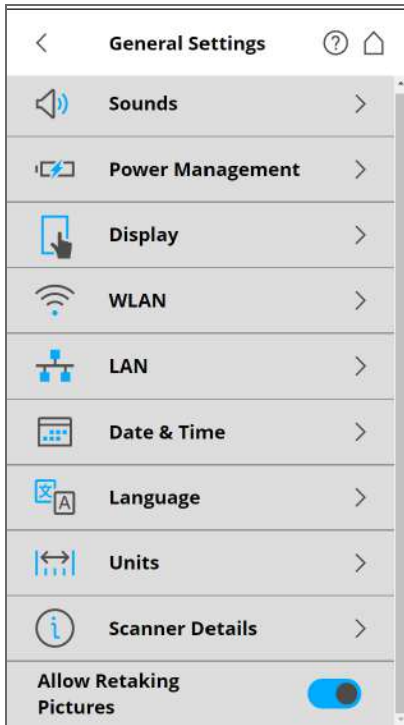 General Settings
Sounds
Power Management
Display
WLAN
LAN
Date & Time
Language
Units
Scanner Details
Allow Retaking
Pictures